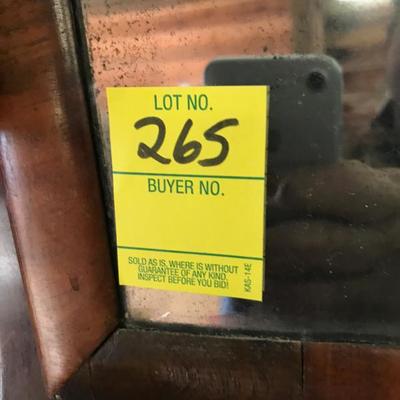 LOT NO.
265
BUYER NO.
SOLD AS IS, WHERE IS WITHOUT
GUARANTEE OF ANY KIND.
INSPECT BEFORE YOU BID!
KAS-14E